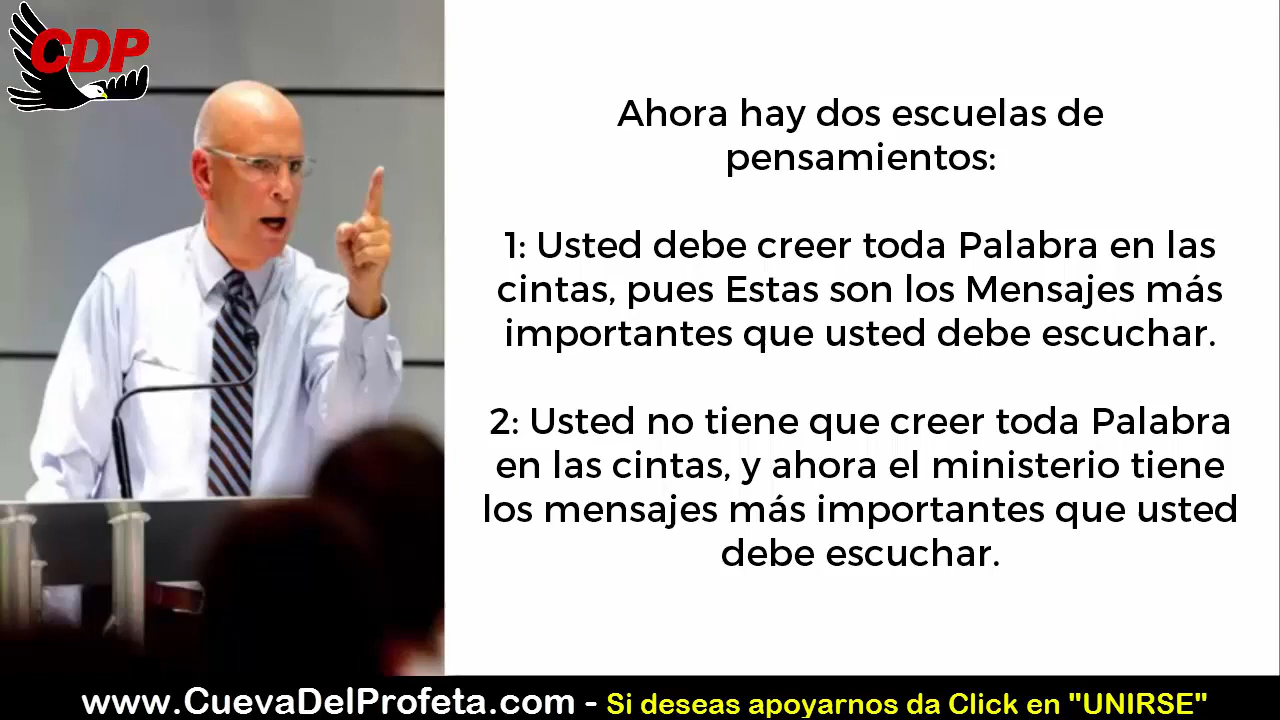 CDP
Ahora hay dos escuelas de
pensamientos:
1: Usted debe creer toda Palabra en las
cintas, pues Estas son los Mensajes más
importantes que usted debe escuchar.
2: Usted no tiene que creer toda Palabra
en las cintas, y ahora el ministerio tiene
los mensajes más importantes que usted
debe escuchar.
www.CuevaDelProfeta.com - Si deseas apoyarnos da Click en "UNIRSE"